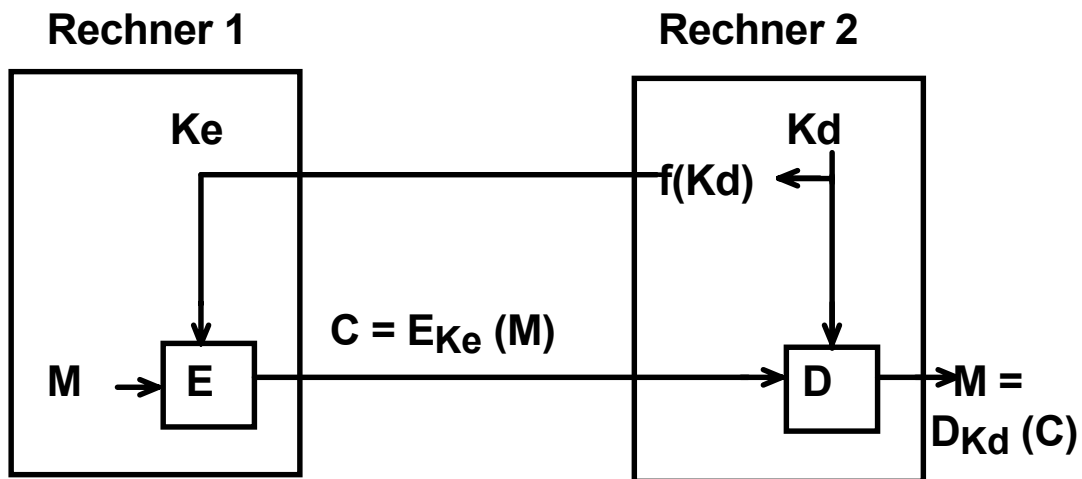 Rechner 1
Rechner 2
Ke
Kd
f(Kd)
C = EKe (M)
M
E
D
M =
DKd (C)